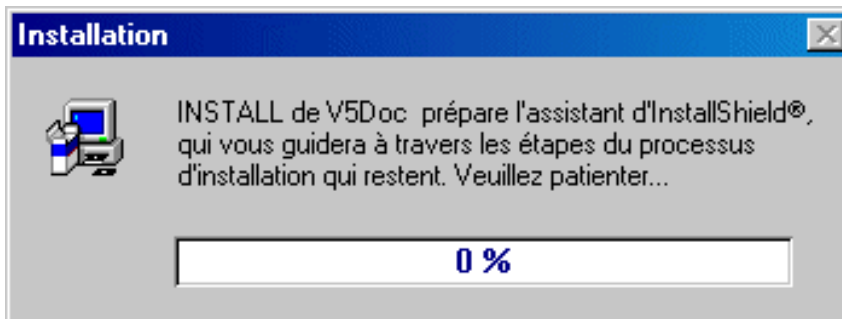 Installation
INSTALL de V5Doc  prépare l'assistant d'InstallShield®,
qui vous guidera à travers les étapes du processus
d'installation qui restent. Veuillez patienter...
0 %